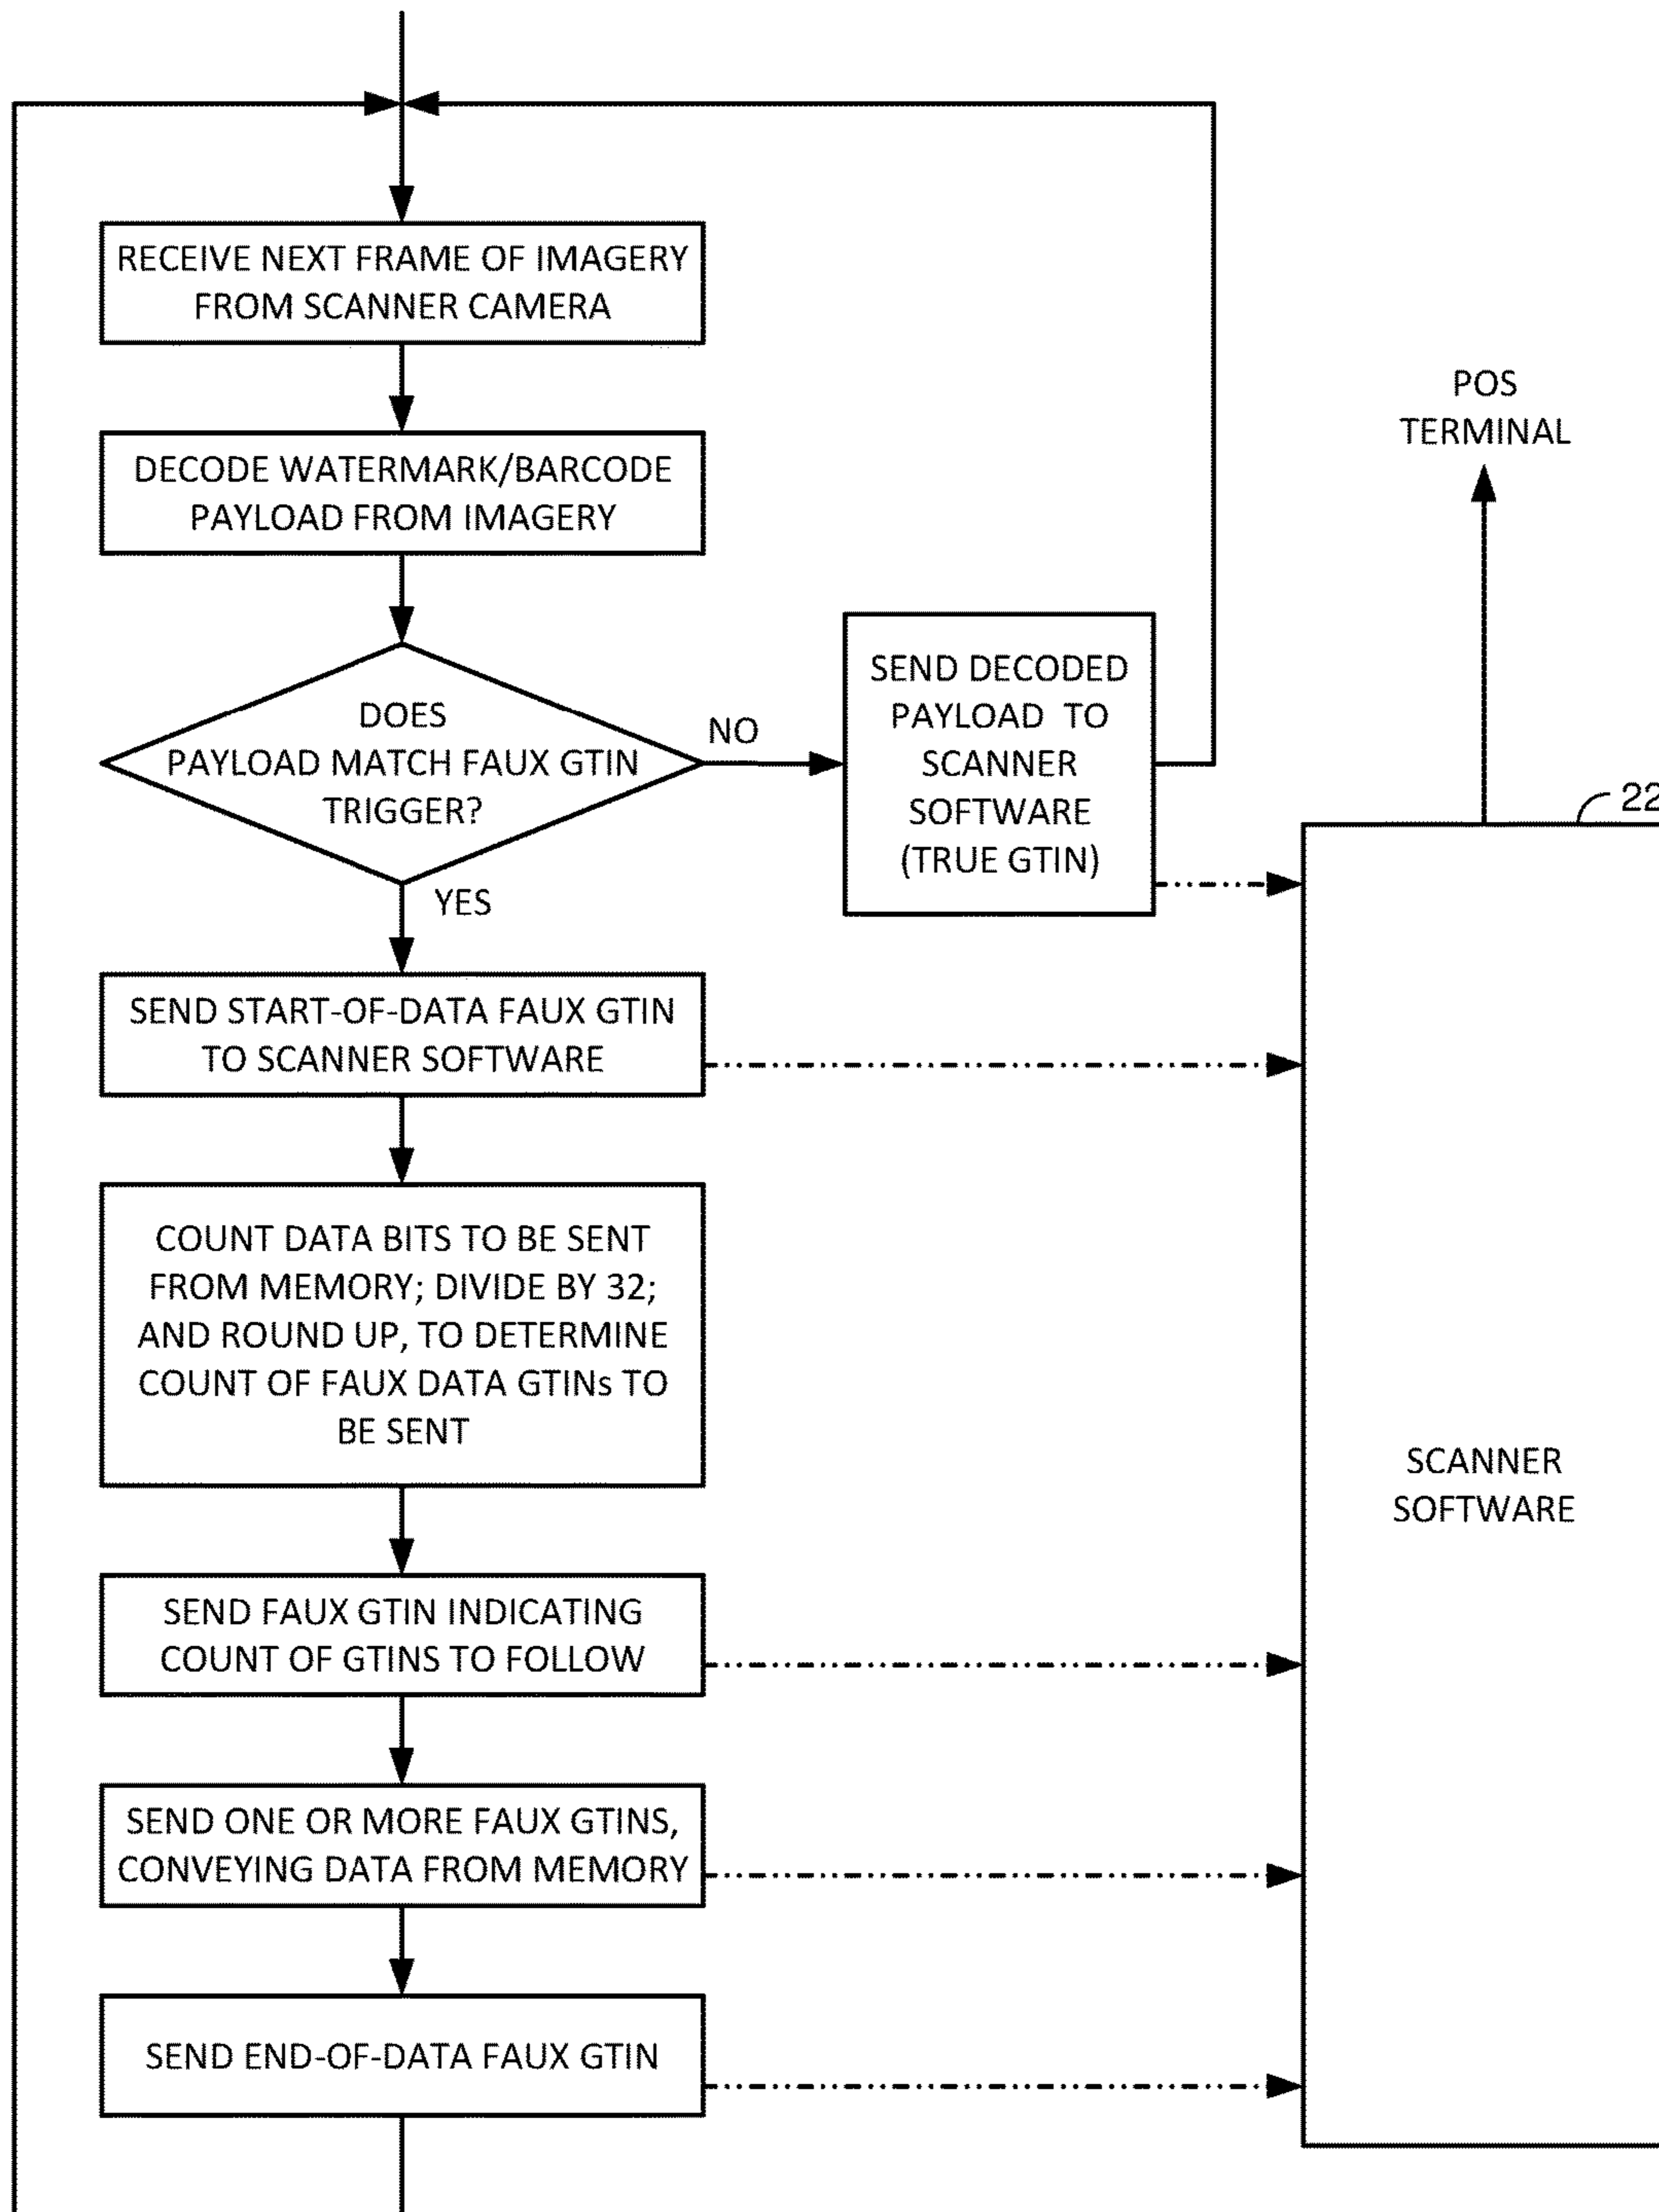 RECEIVE NEXT FRAME OF IMAGERY
FROM SCANNER CAMERA
DECODE WATERMARK/BARCODE
PAYLOAD FROM IMAGERY
DOES
PAYLOAD MATCH FAUX GTIN
TRIGGER?
NO
YES
SEND DECODED
PAYLOAD TO
SCANNER
SOFTWARE
(TRUE GTIN)
POS
TERMINAL
22
SEND START-OF-DATA FAUX GTIN
TO SCANNER SOFTWARE
COUNT DATA BITS TO BE SENT
FROM MEMORY; DIVIDE BY 32;
AND ROUND UP, TO DETERMINE
COUNT OF FAUX DATA GTINs TO
BE SENT
SCANNER
SOFTWARE
SEND FAUX GTIN INDICATING
COUNT OF GTINS TO FOLLOW
SEND ONE OR MORE FAUX GTINS,
CONVEYING DATA FROM MEMORY
SEND END-OF-DATA FAUX GTIN